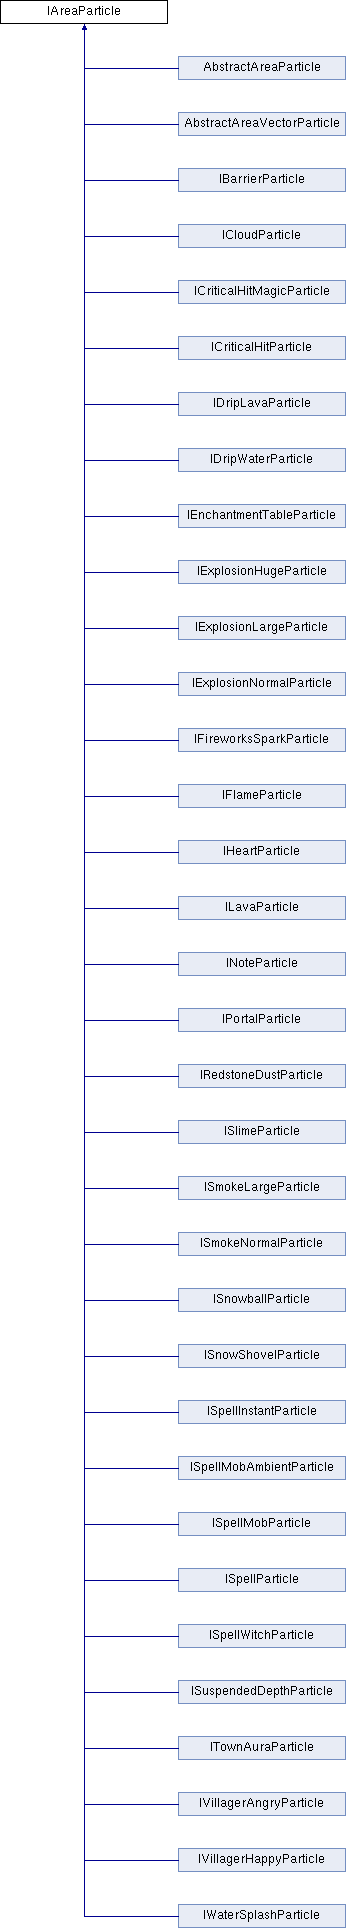 IAreaParticle
AbstractAreaParticle
AbstractAreaVectorParticle
IBarrierParticle
ICloudParticle
ICriticalHitMagicParticle
ICriticalHitParticle
IDripLavaParticle
IDripWaterParticle
IEnchantmentTableParticle
IExplosionHugeParticle
IExplosionLargeParticle
IExplosionNormalParticle
IFireworksSparkParticle
IFlameParticle
IHeartParticle
ILavaParticle
INoteParticle
IPortalParticle
IRedstoneDustParticle
ISlimeParticle
ISmokeLargeParticle
ISmokeNormalParticle
ISnowballParticle
ISnowShovelParticle
ISpellInstantParticle
ISpellMobAmbientParticle
ISpellMobParticle
ISpellParticle
ISpellWitchParticle
ISuspendedDepthParticle
ITownAuraParticle
IVillagerAngryParticle
IVillagerHappyParticle
IWaterSplashParticle